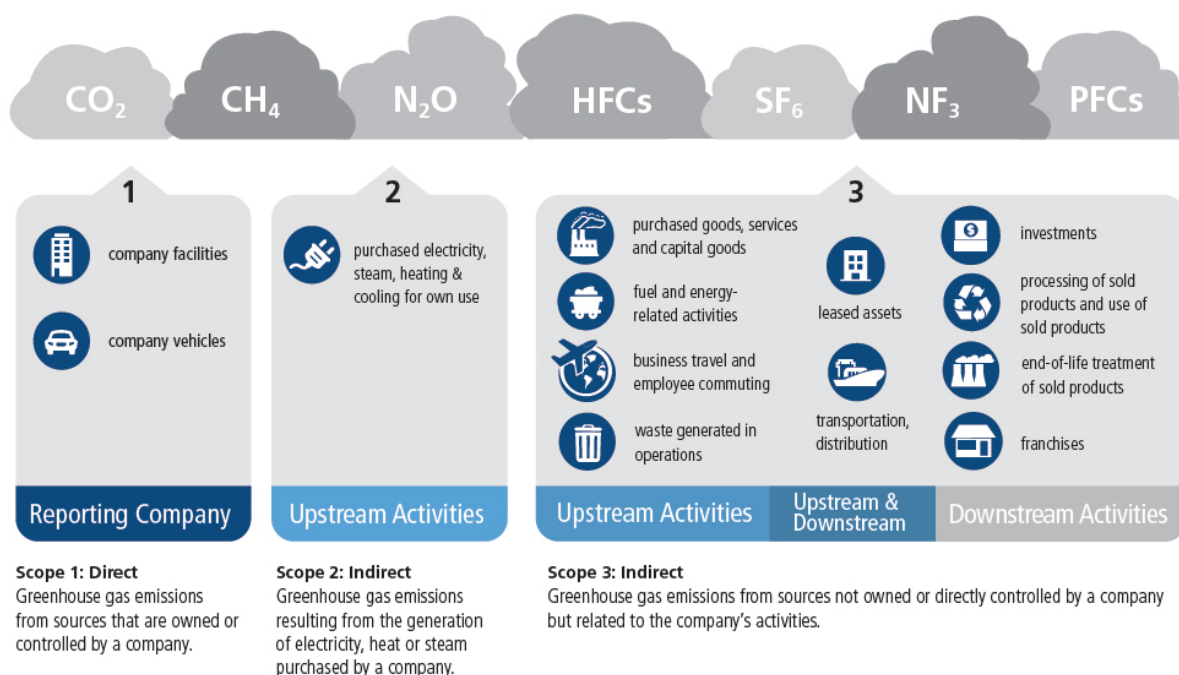 CO₂
CH₄
N₂O
HFCs
SF₆
NF₃
PFCs
1
company facilities
company vehicles
Reporting Company
2
purchased electricity,
steam, heating &
cooling for own use
Upstream Activities
3
purchased goods, services
and capital goods
fuel and energy-
related activities
business travel and
employee commuting
waste generated in
operations
Upstream Activities
leased assets
transportation,
distribution
Upstream &
Downstream
$
investments
processing of sold
products and use of
sold products
end-of-life treatment
of sold products
franchises
Downstream Activities
Scope 1: Direct
Greenhouse gas emissions
from sources that are owned or
controlled by a company.
Scope 2: Indirect
Greenhouse gas emissions
resulting from the generation
of electricity, heat or steam
purchased by a company.
Scope 3: Indirect
Greenhouse gas emissions from sources not owned or directly controlled by a company
but related to the company's activities.